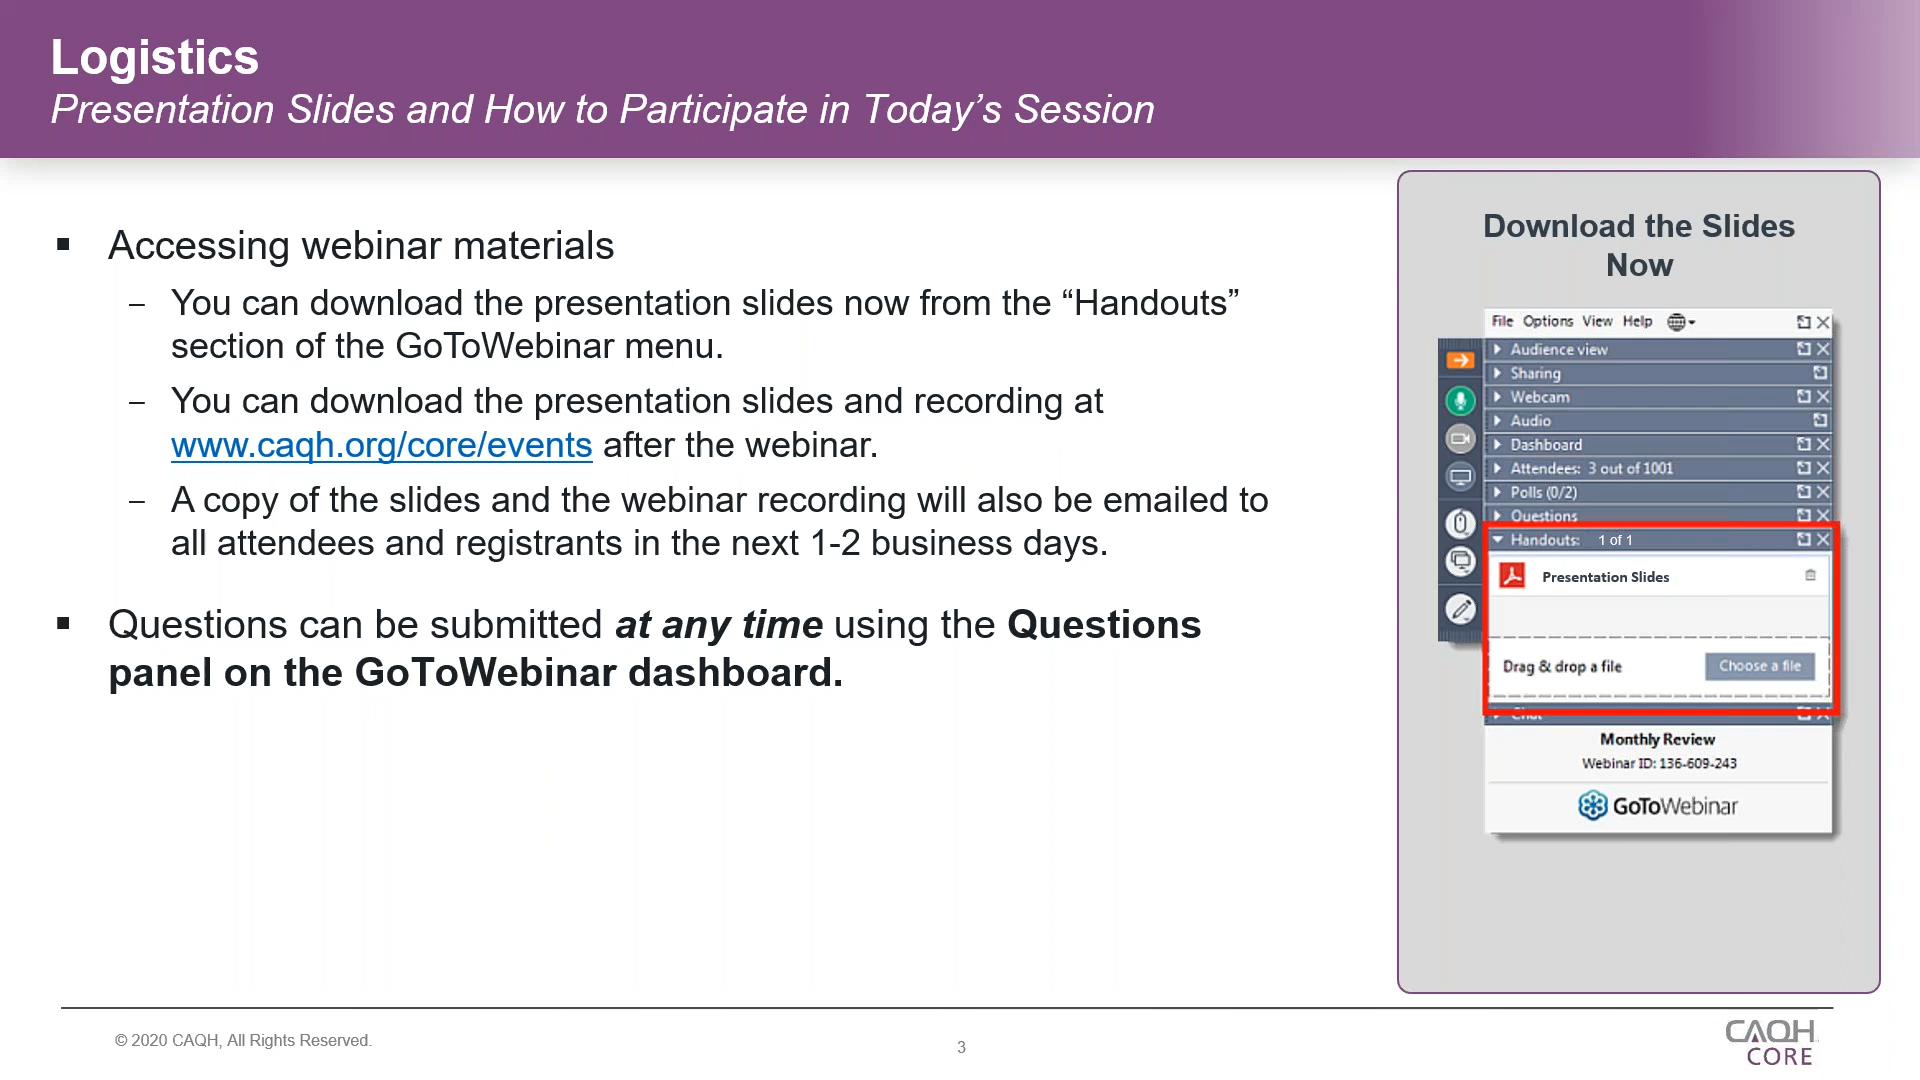 Logistics
Presentation Slides and How to Participate in Today’s Session
▪ Accessing webinar materials
– You can download the presentation slides now from the “Handouts”
section of the GoToWebinar menu.
– You can download the presentation slides and recording at
www.caqh.org/core/events after the webinar.
– A copy of the slides and the webinar recording will also be emailed to
all attendees and registrants in the next 1-2 business days.
▪ Questions can be submitted at any time using the Questions
panel on the GoToWebinar dashboard.
Download the Slides
Now
File Options View Help
Audience view
Sharing
Webcam
Audio
Dashboard
Attendees: 3 out of 1001
Polls (0/2)
Questions
Handouts: 1 of 1
Presentation Slides
Drag & drop a file Choose a file
Chat
Monthly Review
Webinar ID: 136-609-243
GoToWebinar
© 2020 CAQH, All Rights Reserved.
3
CAQH
CORE